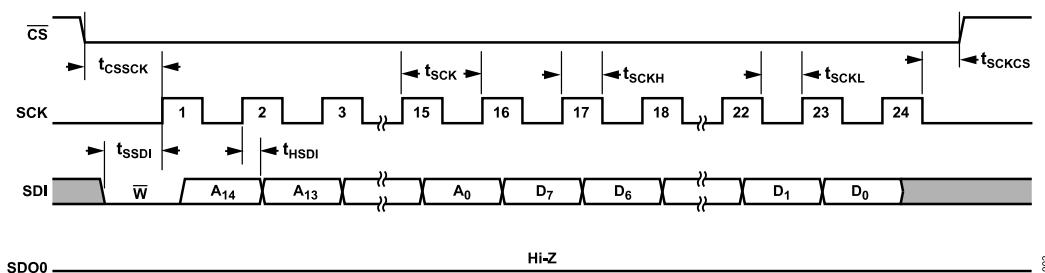 CS
tCSSCK
tSCK
tSCKH
tSCKL
tSCKCS
SCK 1 2 3 15 16 17 18 22 23 24
tSSDI
tHSDI
SDI W A14 A13 A0 D7 D6 D1 D0
Hi-Z
SDO0